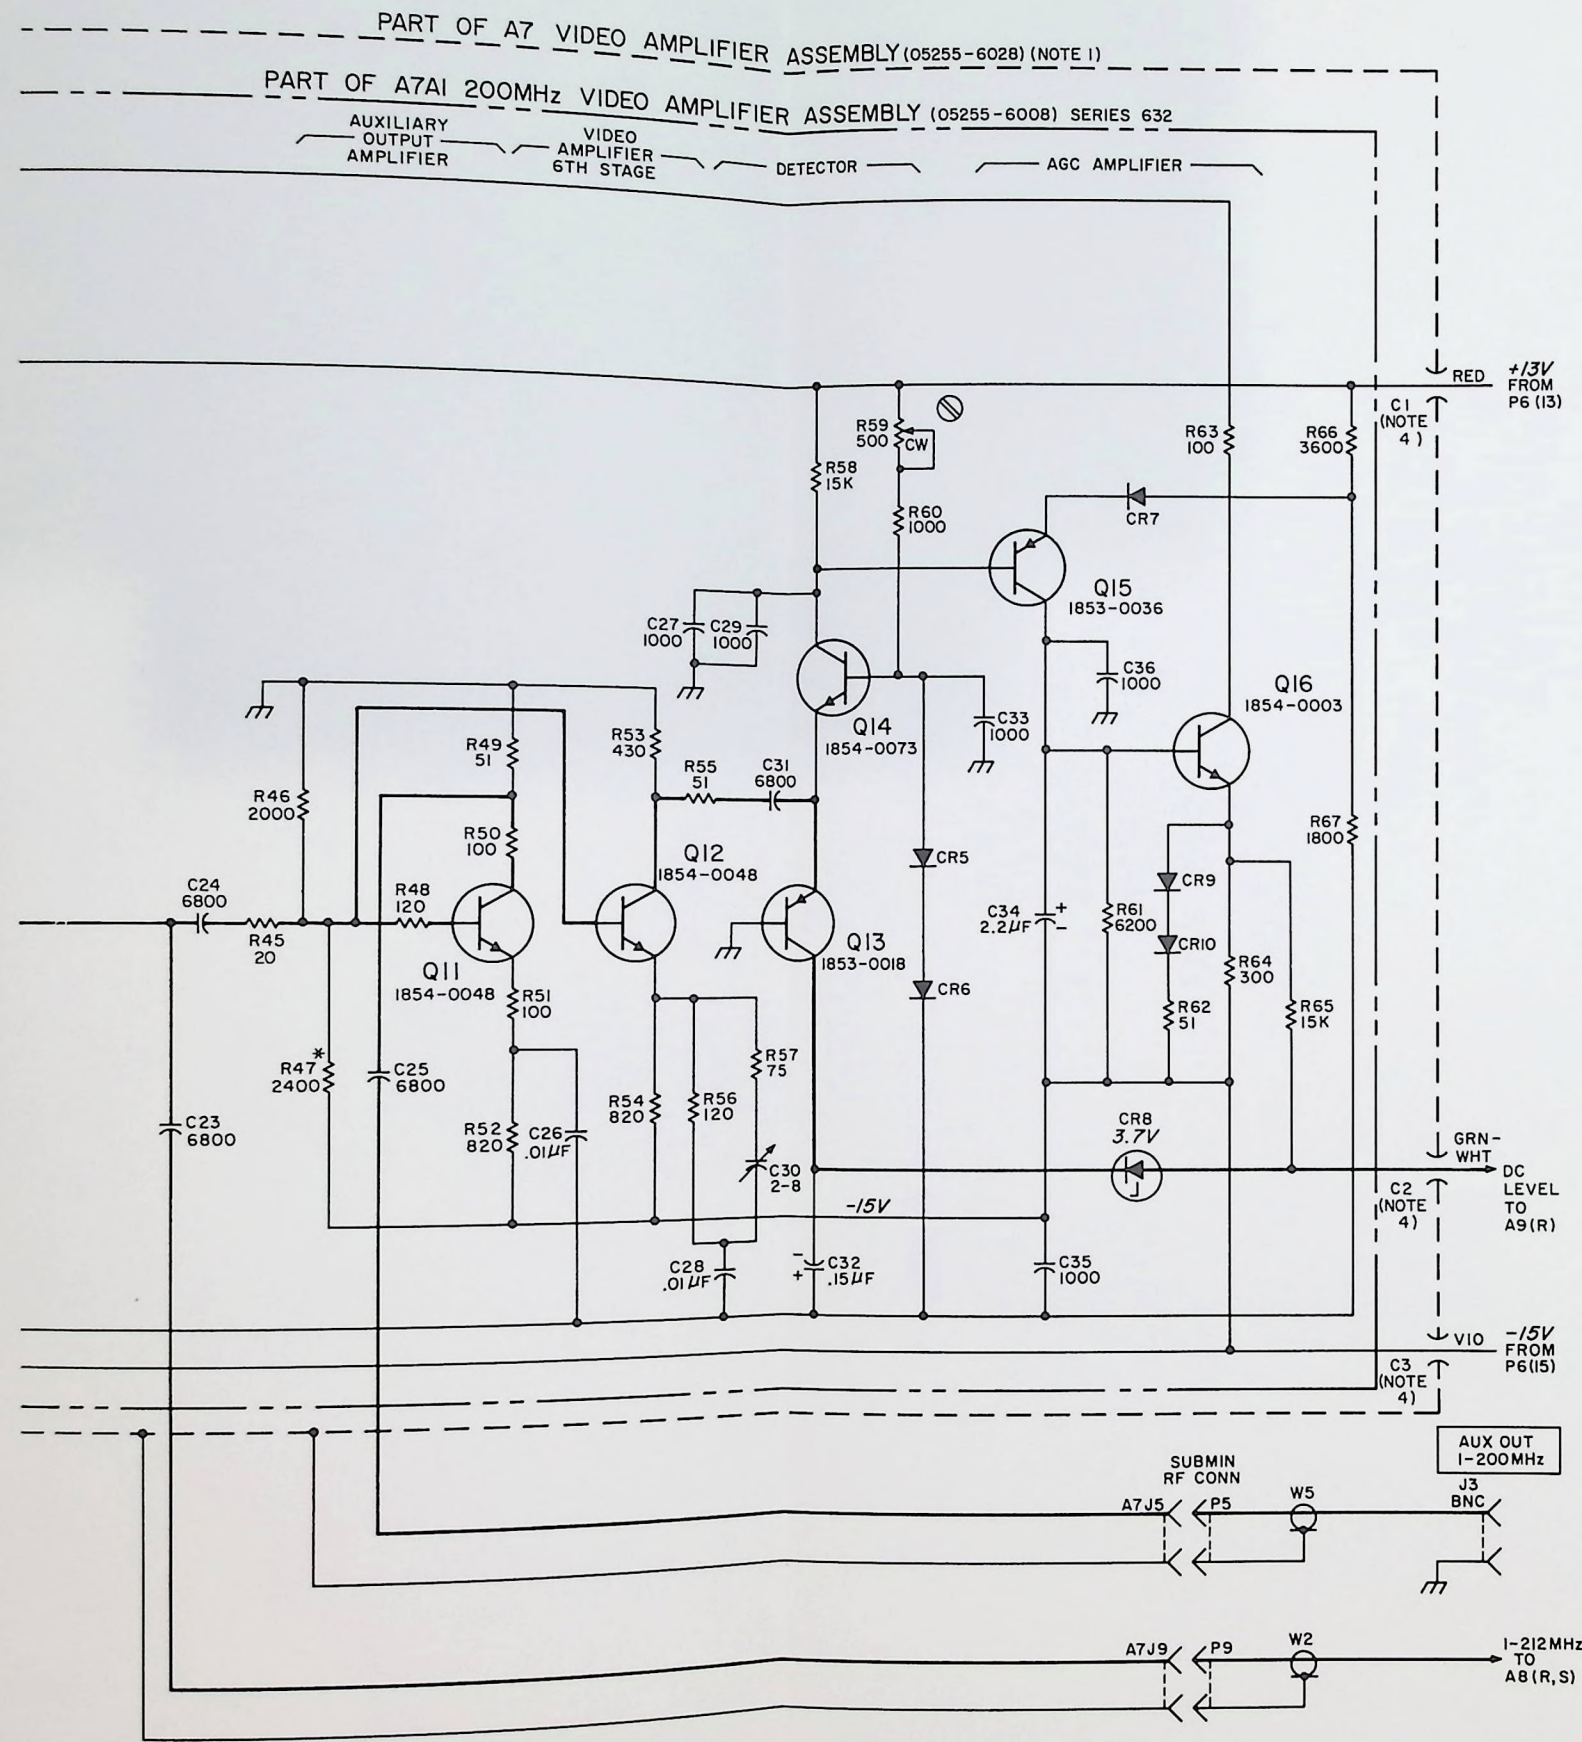 PART OF A7 VIDEO AMPLIFIER ASSEMBLY (05255-6028) (NOTE 1)
PART OF A7A1 200MHz VIDEO AMPLIFIER ASSEMBLY (05255-6008) SERIES 632
AUXILIARY
OUTPUT
AMPLIFIER
VIDEO
AMPLIFIER
6TH STAGE
DETECTOR
AGC AMPLIFIER
RED
+13V
FROM
P6 (13)
C1
(NOTE
4)
R59
500
CW
R58
15K
R60
1000
R63
100
R66
3600
CR7
Q15
1853-0036
C27
1000
C29
1000
C36
1000
Q16
1854-0003
Q14
1854-0073
C33
1000
R49
51
R53
430
R55
51
C31
6800
R46
2000
R50
100
Q12
1854-0048
CR5
R67
1800
C24
6800
R45
20
R48
120
Q11
1854-0048
Q13
1853-0018
C34
2.2µF
+
-
R61
6200
CR9
CR10
R64
300
CR6
R51
100
R62
51
R65
15K
*
R47
2400
C25
6800
R57
75
R54
820
R56
120
C23
6800
R52
820
C26
.01µF
C30
2-8
CR8
3.7V
GRN-
WHT
DC
LEVEL
TO
A9(R)
C2
(NOTE
4)
-15V
C28
.01µF
-
+
C32
.15µF
C35
1000
VIO
-15V
FROM
P6(15)
C3
(NOTE
4)
AUX OUT
1-200MHz
SUBMIN
RF CONN
A7J5
P5
W5
J3
BNC
A7J9
P9
W2
1-212MHz
TO
A8(R,S)